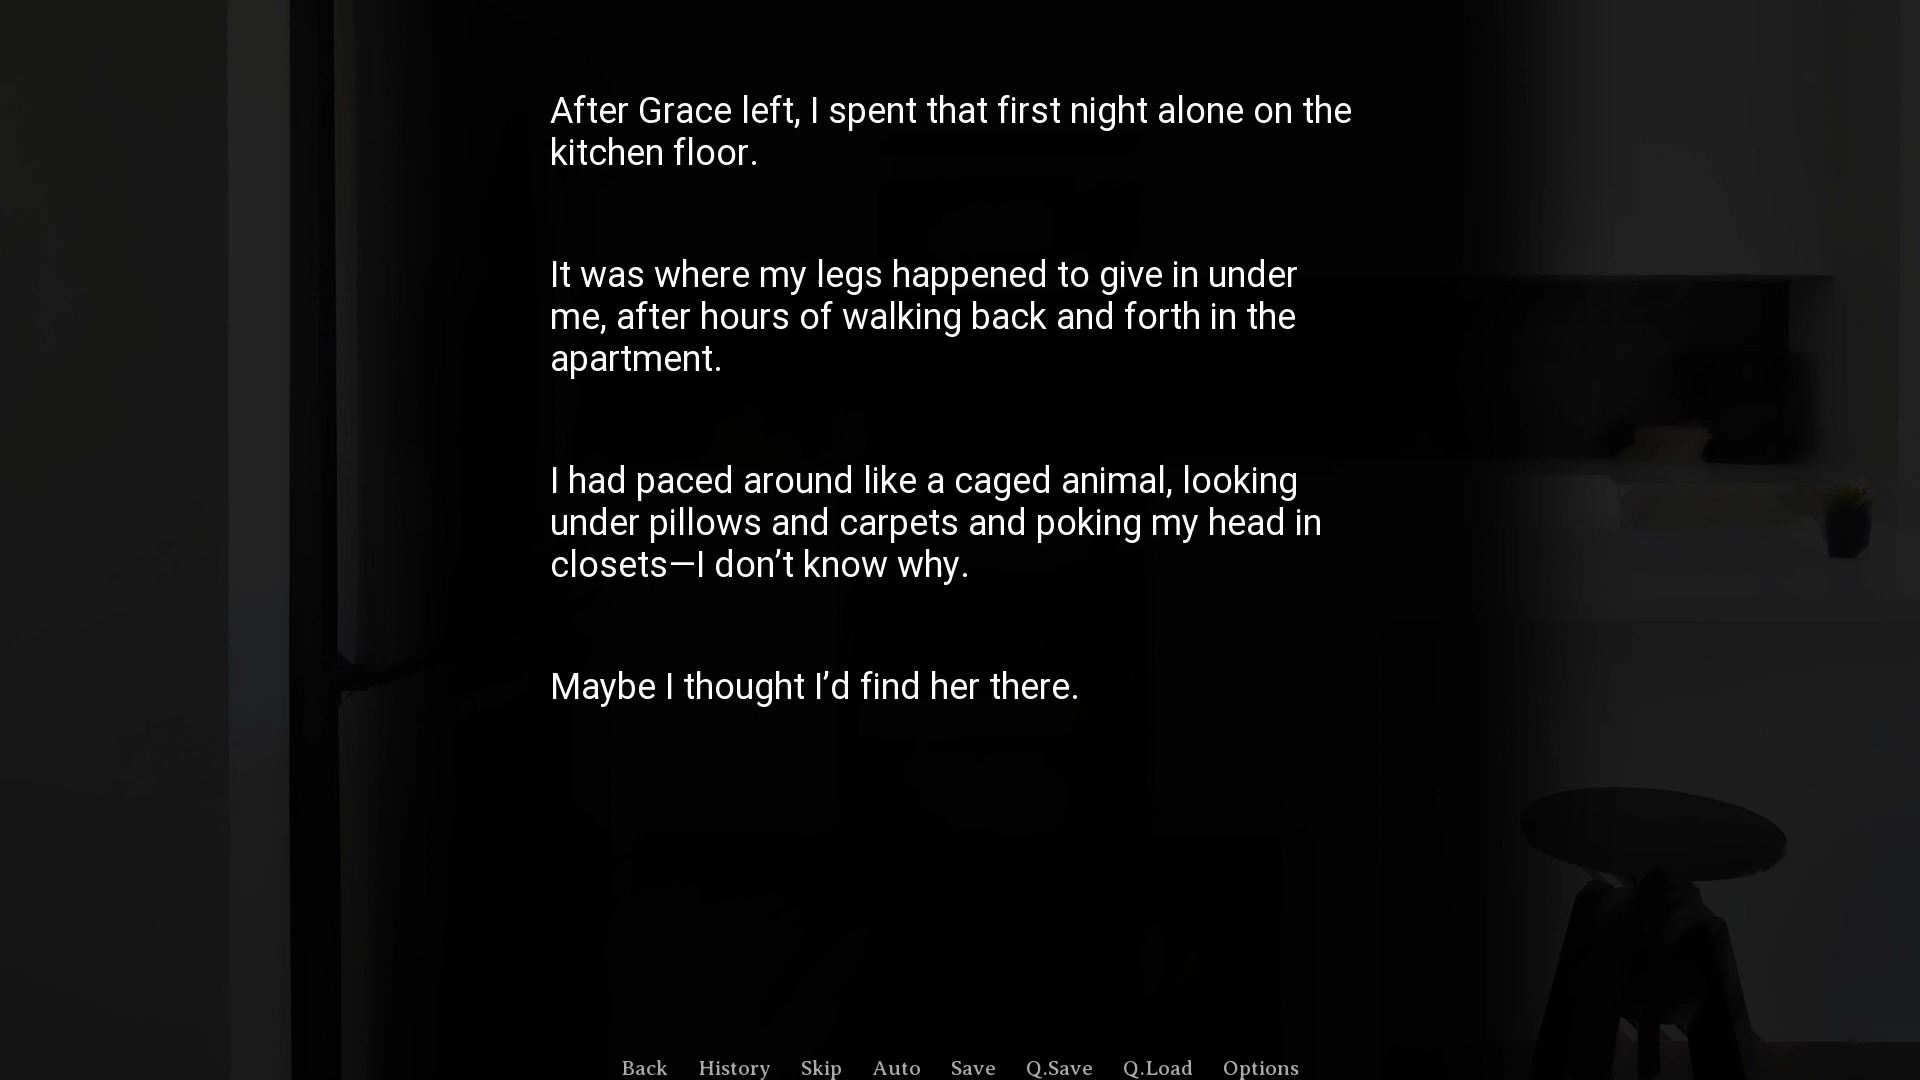 After Grace left, I spent that first night alone on the
kitchen floor.
It was where my legs happened to give in under
me, after hours of walking back and forth in the
apartment.
I had paced around like a caged animal, looking
under pillows and carpets and poking my head in
closets—I don’t know why.
Maybe I thought I’d find her there.
Back History Skip Auto Save Q.Save Q.Load Options